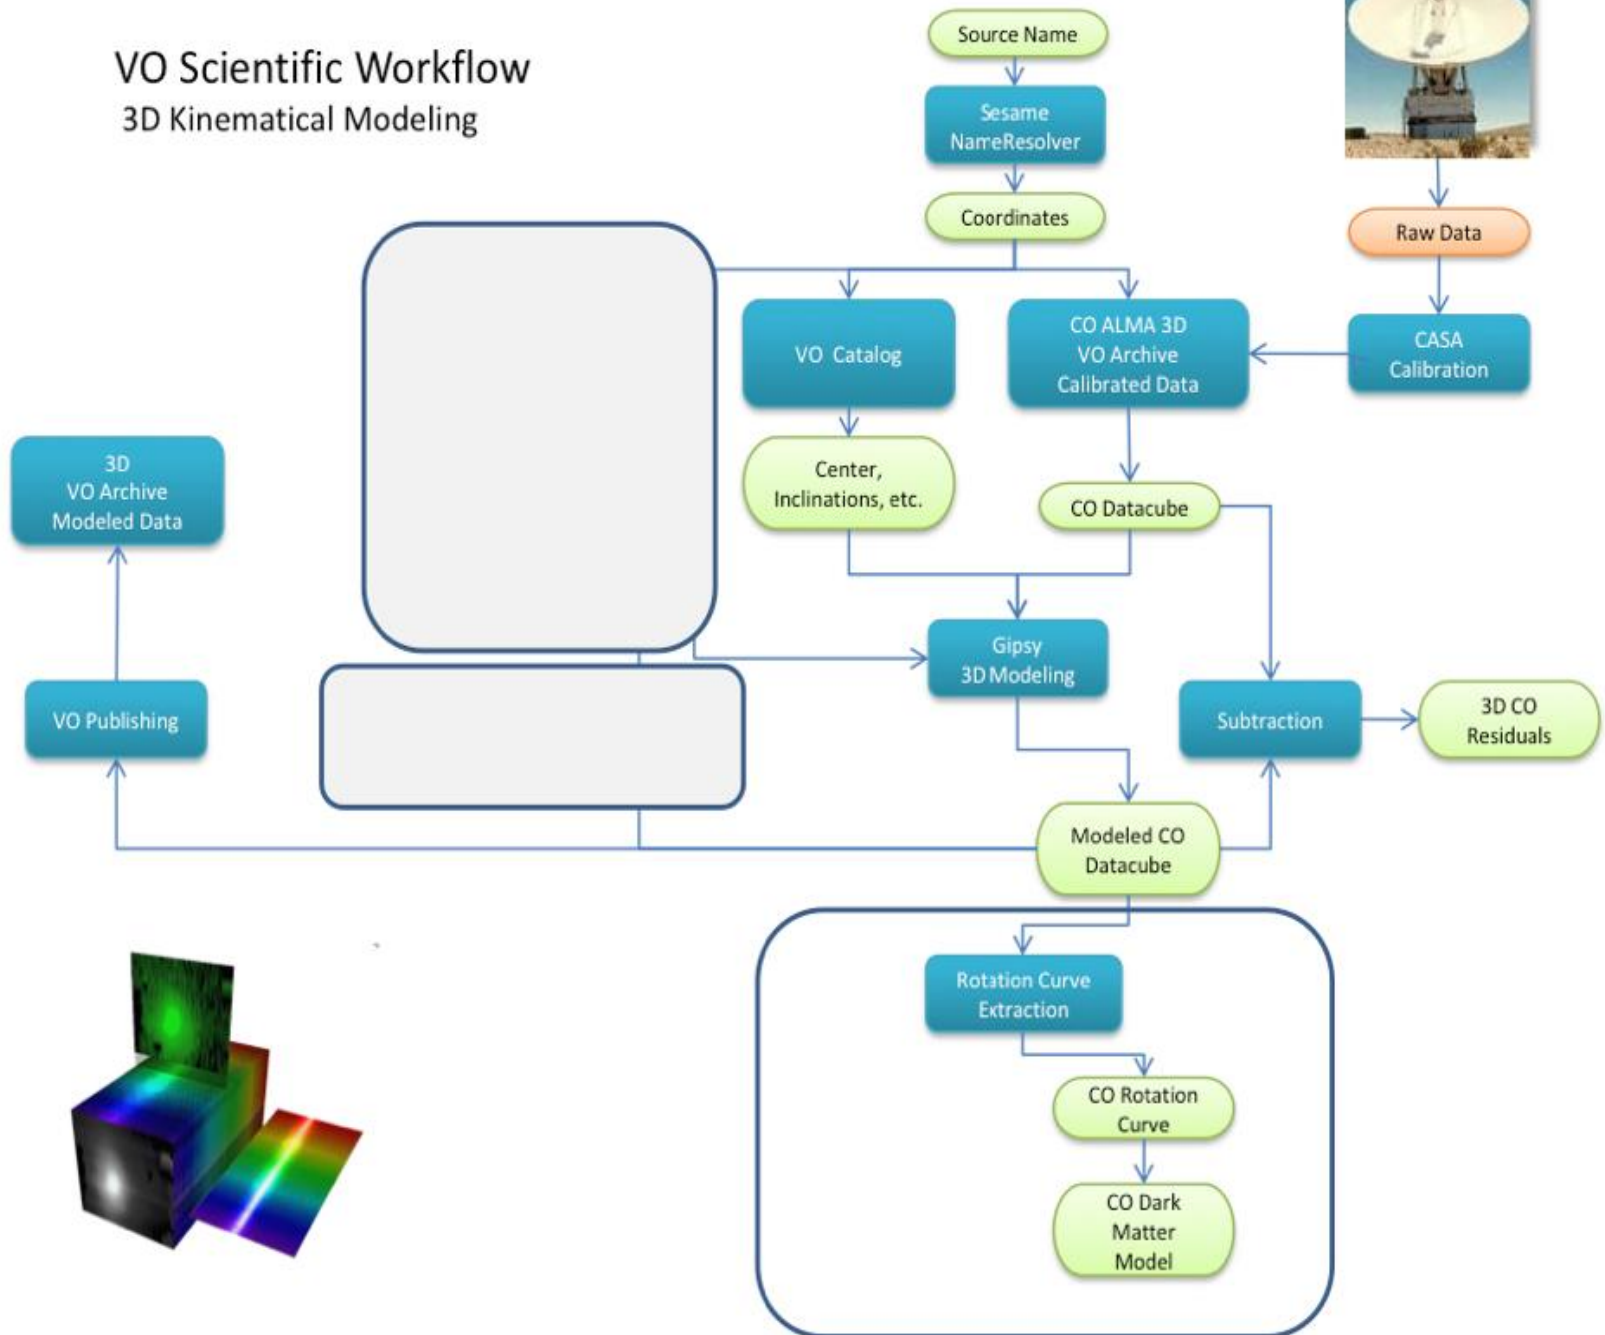 VO Scientific Workflow
3D Kinematical Modeling
Source Name
Sesame
NameResolver
Coordinates
Raw Data
VO Catalog
CO ALMA 3D
VO Archive
Calibrated Data
CASA
Calibration
3D
VO Archive
Modeled Data
Center,
Inclinations, etc.
CO Datacube
Gipsy
3D Modeling
VO Publishing
Subtraction
3D CO
Residuals
Modeled CO
Datacube
Rotation Curve
Extraction
CO Rotation
Curve
CO Dark
Matter
Model